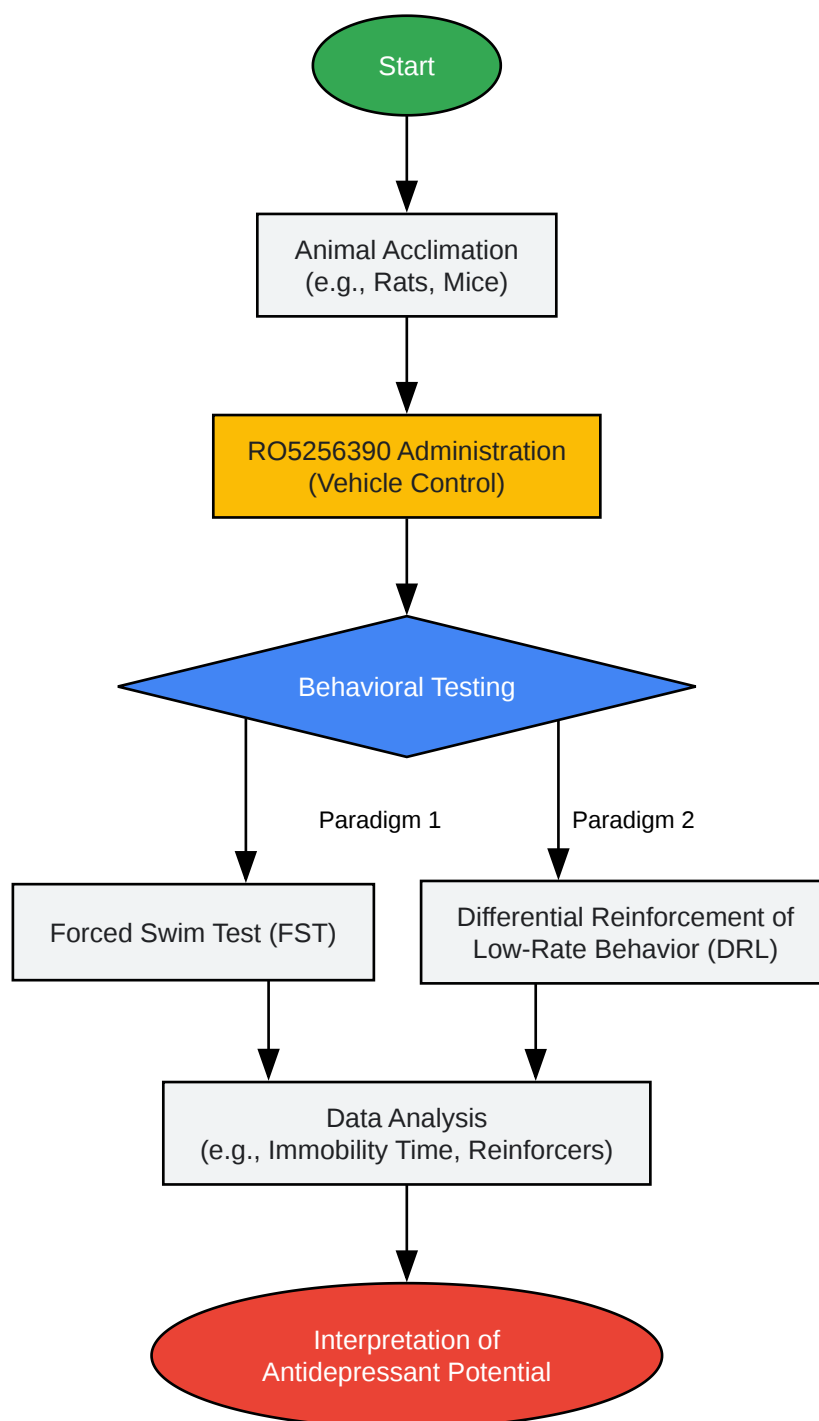 Start
Animal Acclimation
(e.g., Rats, Mice)
RO5256390 Administration
(Vehicle Control)
Behavioral Testing
Paradigm 1
Paradigm 2
Forced Swim Test (FST)
Differential Reinforcement of
Low-Rate Behavior (DRL)
Data Analysis
(e.g., Immobility Time, Reinforcers)
Interpretation of
Antidepressant Potential